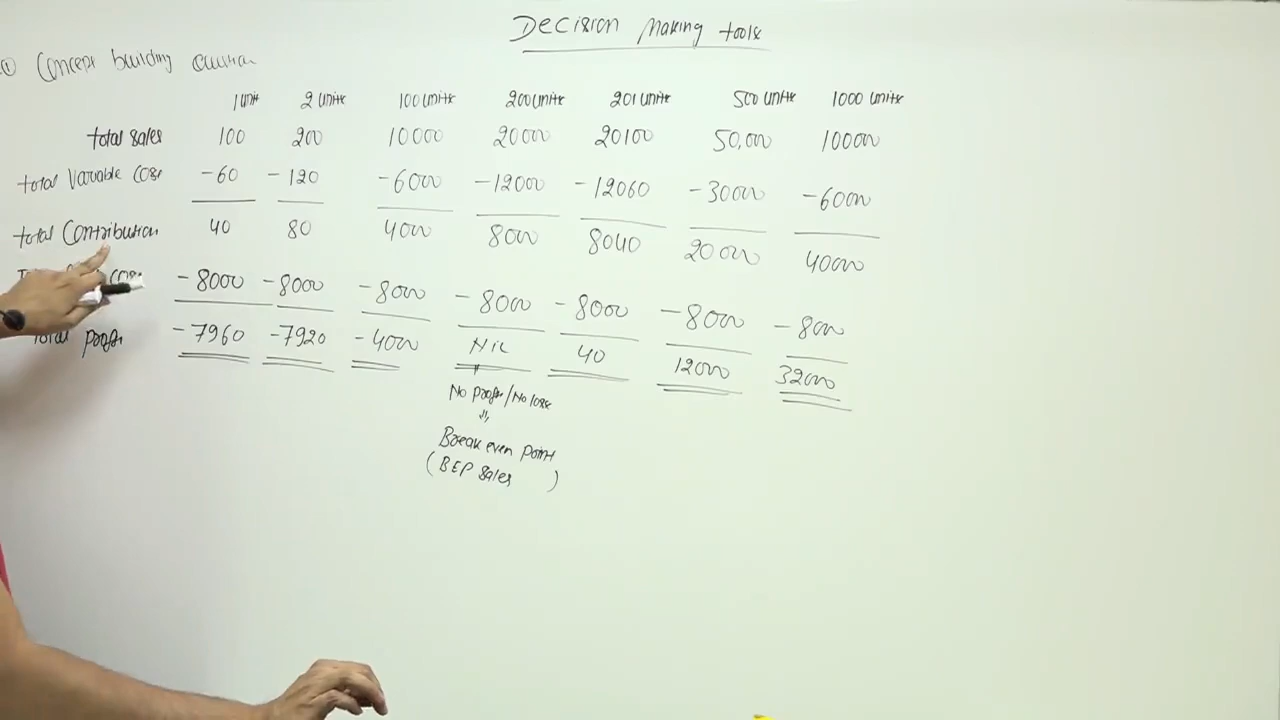 Decision Making tools
① Concept building
1 unit 2 units 100 units 200 units 201 units 500 units 1000 units
total sales 100 200 10000 20000 20100 50,000 100000
total Variable Cost -60 -120 -6000 -12000 -12060 -30000 -60000
total Contribution 40 80 4000 8000 8040 20000 40000
cost -8000 -8000 -8000 -8000 -8000 -8000 -8000
total profit -7960 -7920 -4000 Nil 40 12000 32000
No profit/No loss
Break even point
(BEP sales )